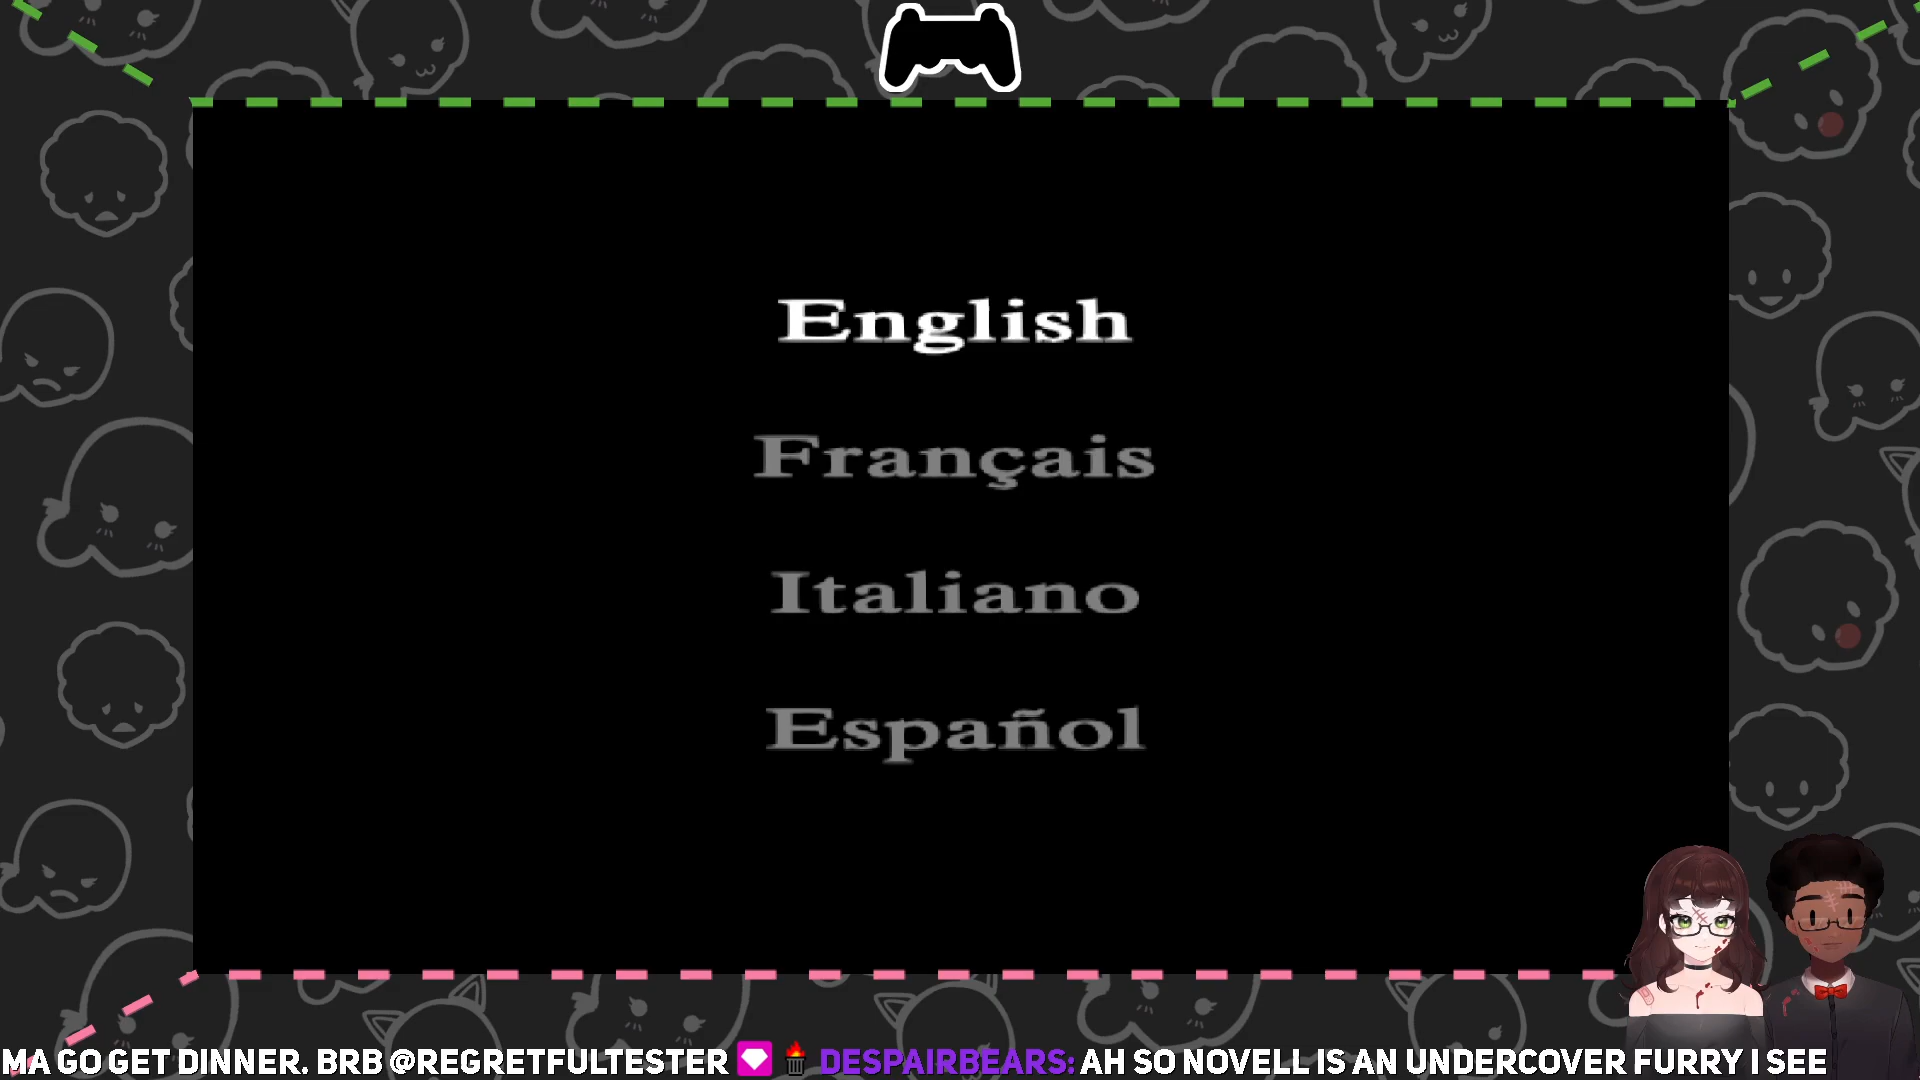 English
Français
Italiano
Español
MA GO GET DINNER. BRB @REGRETFULTESTER DESPAIRBEARS: AH SO NOVELL IS AN UNDERCOVER FURRY I SEE